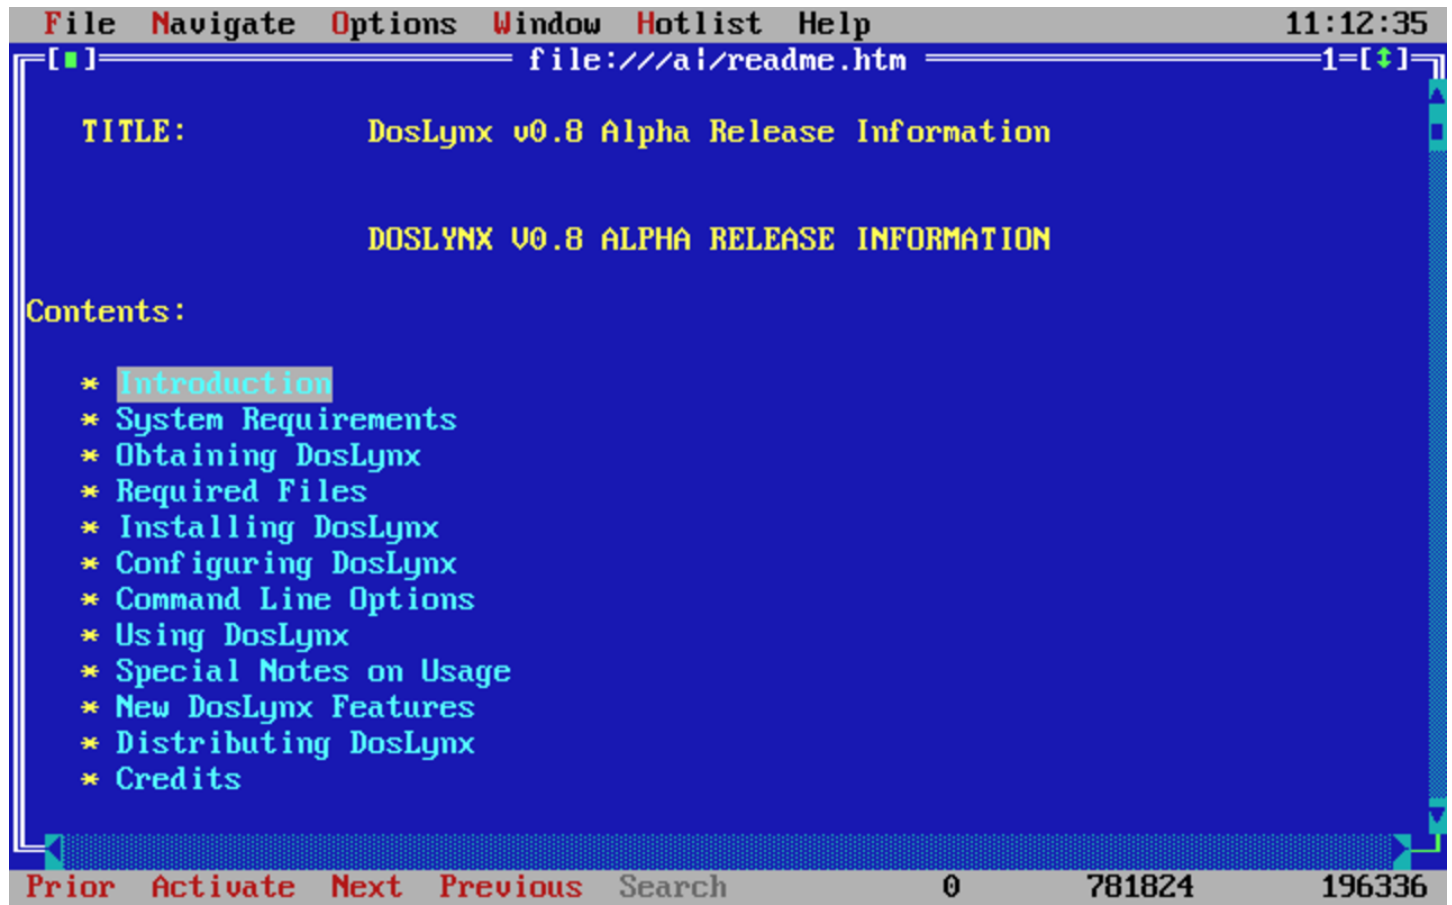 File Navigate Options Window Hotlist Help 11:12:35
[■] file:///a|/readme.htm 1=[↕]
TITLE: DosLynx v0.8 Alpha Release Information
DOSLYNX V0.8 ALPHA RELEASE INFORMATION
Contents:
* Introduction
* System Requirements
* Obtaining DosLynx
* Required Files
* Installing DosLynx
* Configuring DosLynx
* Command Line Options
* Using DosLynx
* Special Notes on Usage
* New DosLynx Features
* Distributing DosLynx
* Credits
Prior Activate Next Previous Search 0 781824 196336